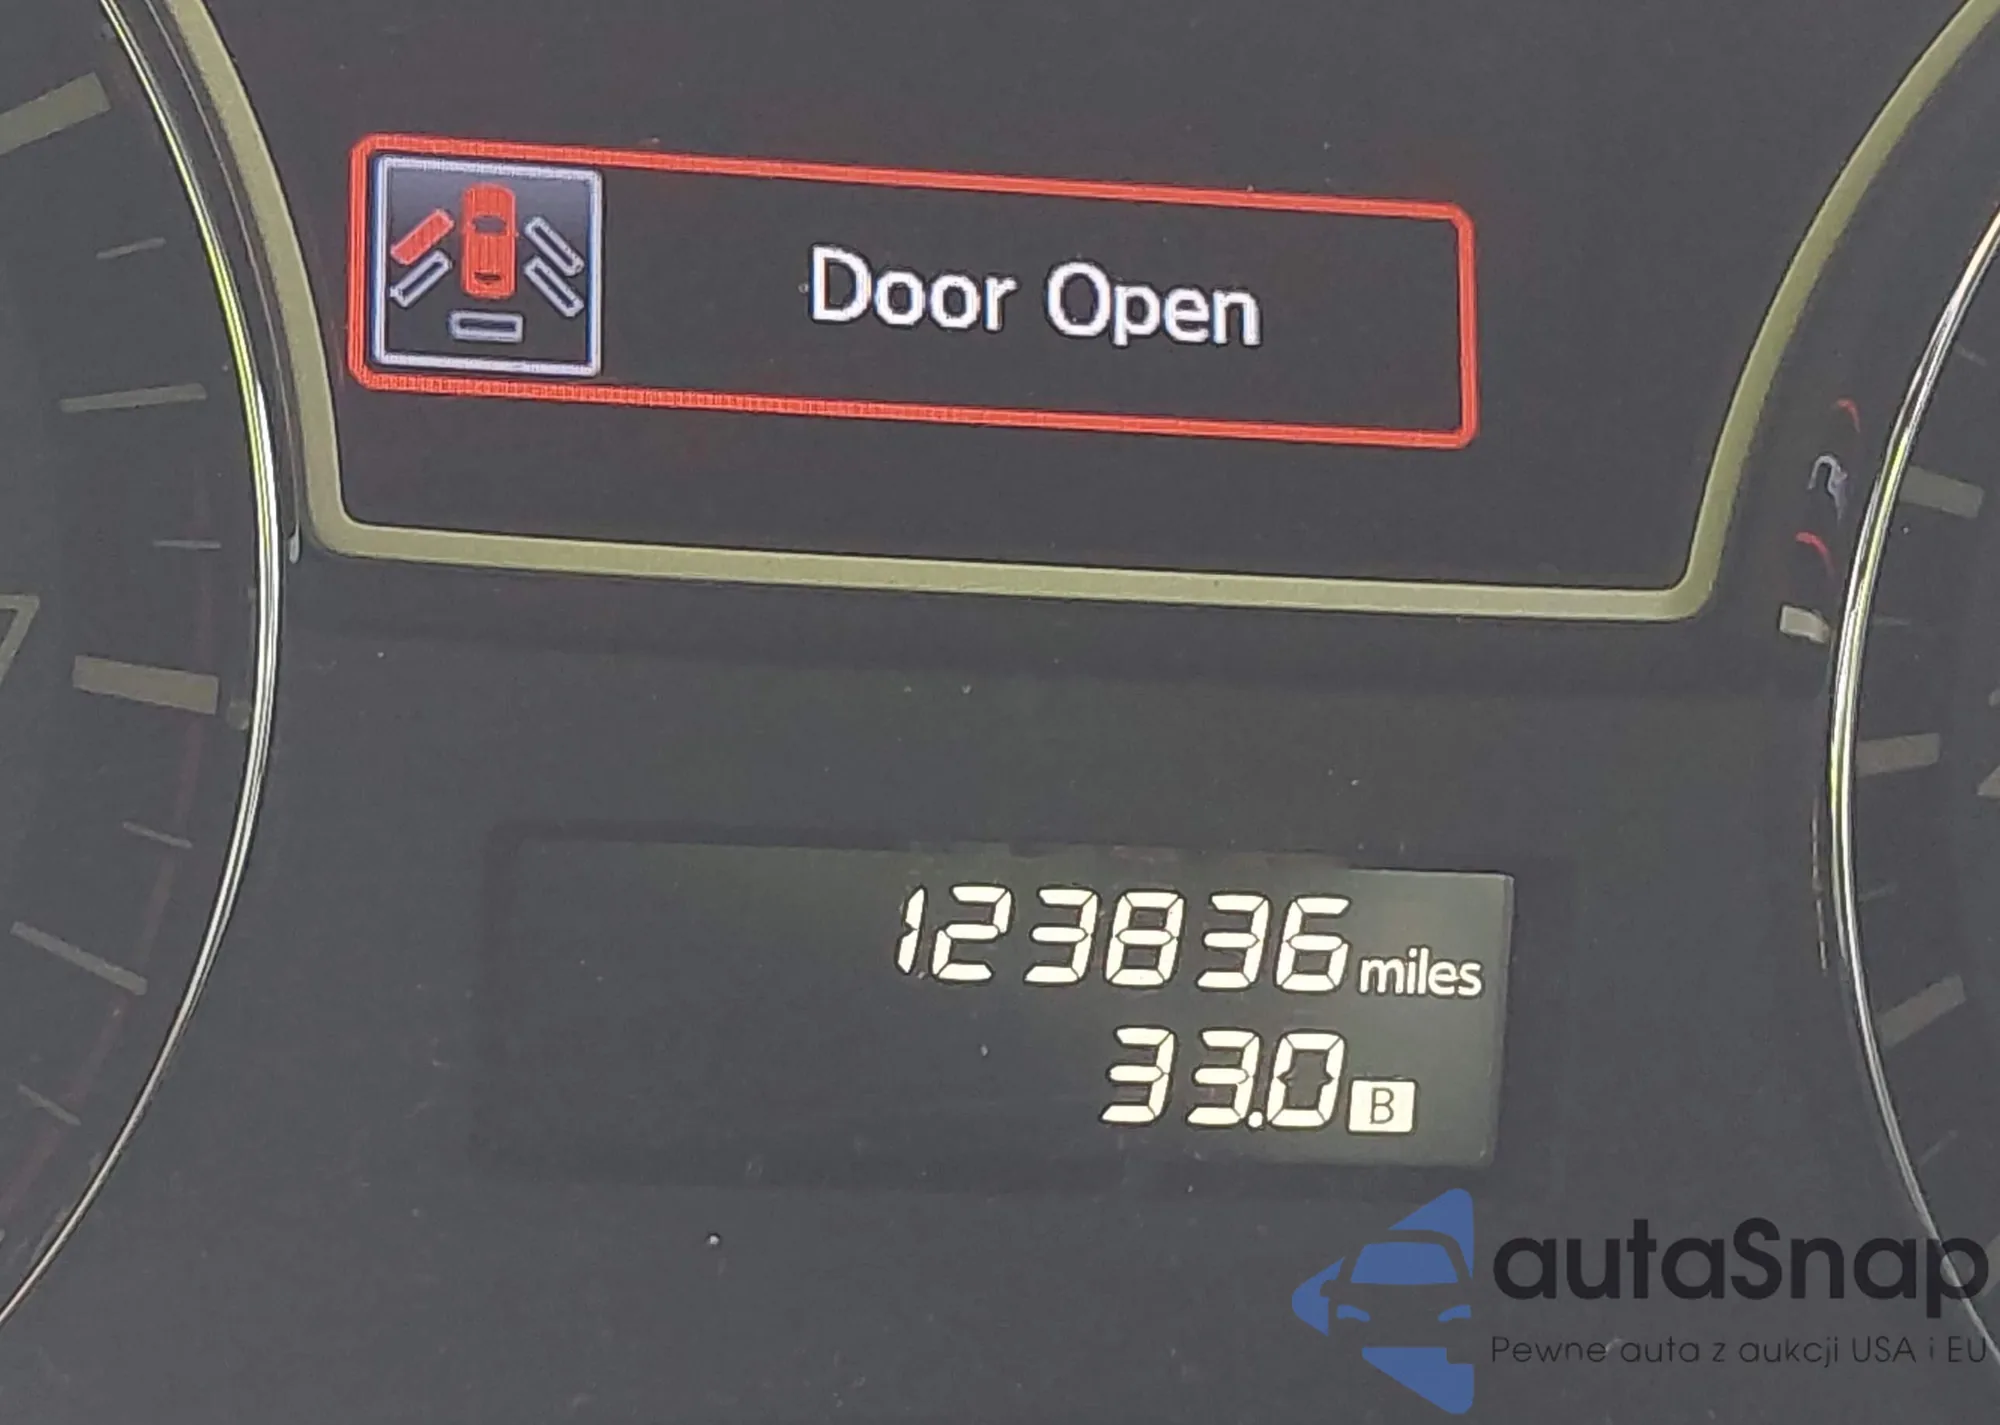 Door Open
123836 miles
33.0 B
autaSnap
Pewne auta z aukcji USA i EU